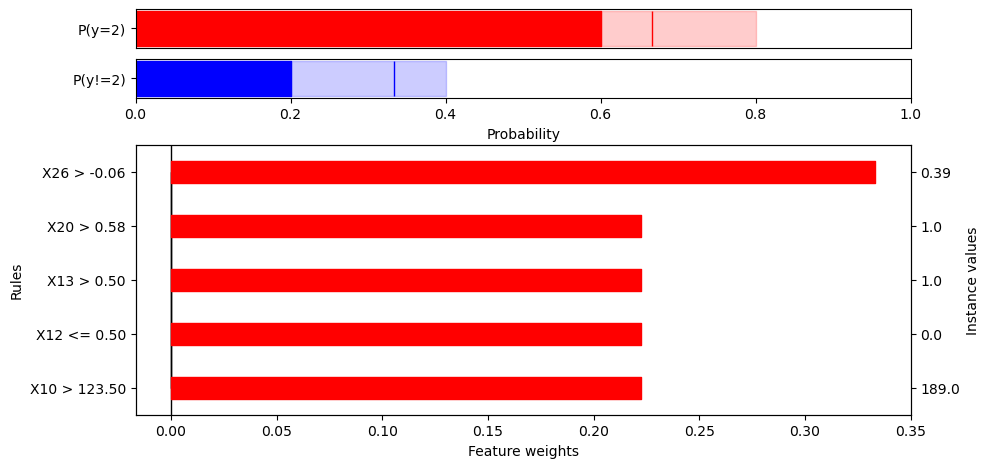 P(y=2)
P(y!=2)
0.0 0.2 0.4 0.6 0.8 1.0
Probability
X26 > -0.06 0.39
X20 > 0.58 1.0
X13 > 0.50 1.0
X12 <= 0.50 0.0
X10 > 123.50 189.0
Rules
Instance values
0.00 0.05 0.10 0.15 0.20 0.25 0.30 0.35
Feature weights